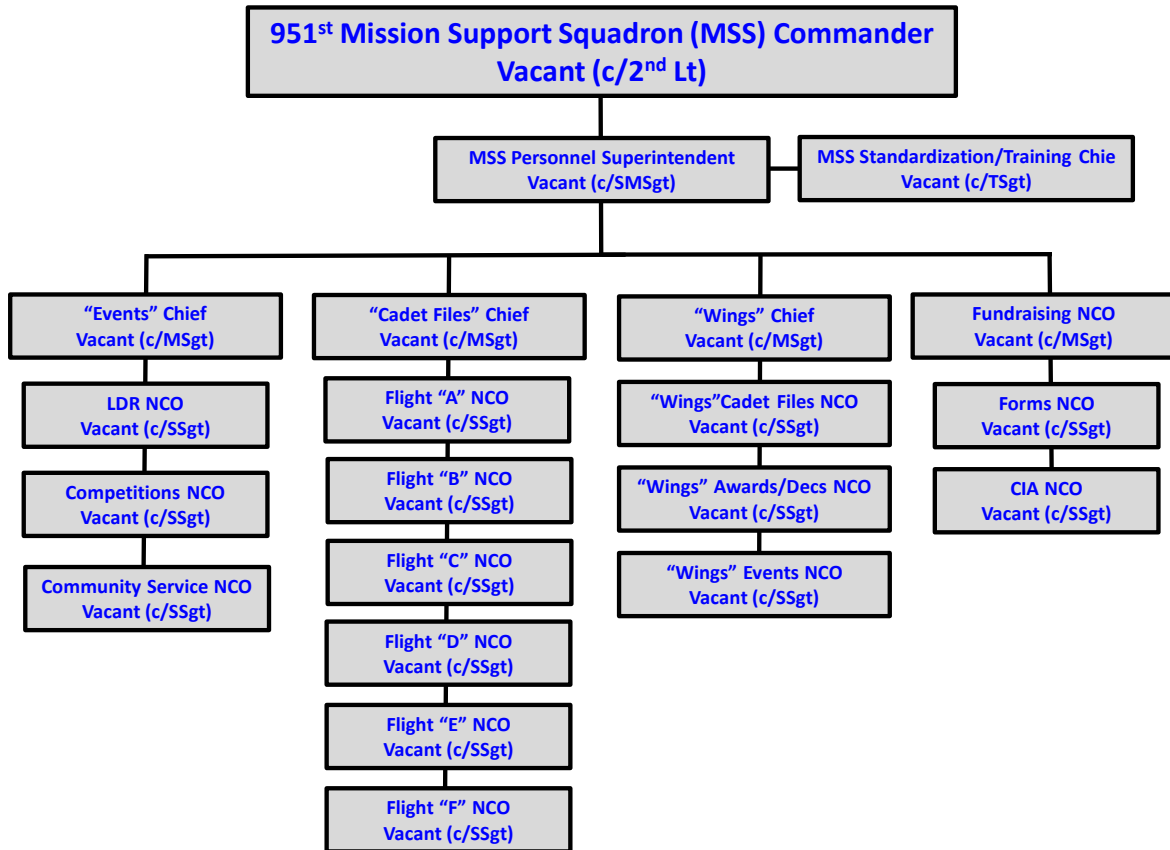 951st Mission Support Squadron (MSS) Commander
Vacant (c/2nd Lt)
MSS Personnel Superintendent
Vacant (c/SMSgt)
MSS Standardization/Training Chie
Vacant (c/TSgt)
“Events” Chief
Vacant (c/MSgt)
LDR NCO
Vacant (c/SSgt)
Competitions NCO
Vacant (c/SSgt)
Community Service NCO
Vacant (c/SSgt)
“Cadet Files” Chief
Vacant (c/MSgt)
Flight “A” NCO
Vacant (c/SSgt)
Flight “B” NCO
Vacant (c/SSgt)
Flight “C” NCO
Vacant (c/SSgt)
Flight “D” NCO
Vacant (c/SSgt)
Flight “E” NCO
Vacant (c/SSgt)
Flight “F” NCO
Vacant (c/SSgt)
“Wings” Chief
Vacant (c/MSgt)
“Wings”Cadet Files NCO
Vacant (c/SSgt)
“Wings” Awards/Decs NCO
Vacant (c/SSgt)
“Wings” Events NCO
Vacant (c/SSgt)
Fundraising NCO
Vacant (c/MSgt)
Forms NCO
Vacant (c/SSgt)
CIA NCO
Vacant (c/SSgt)